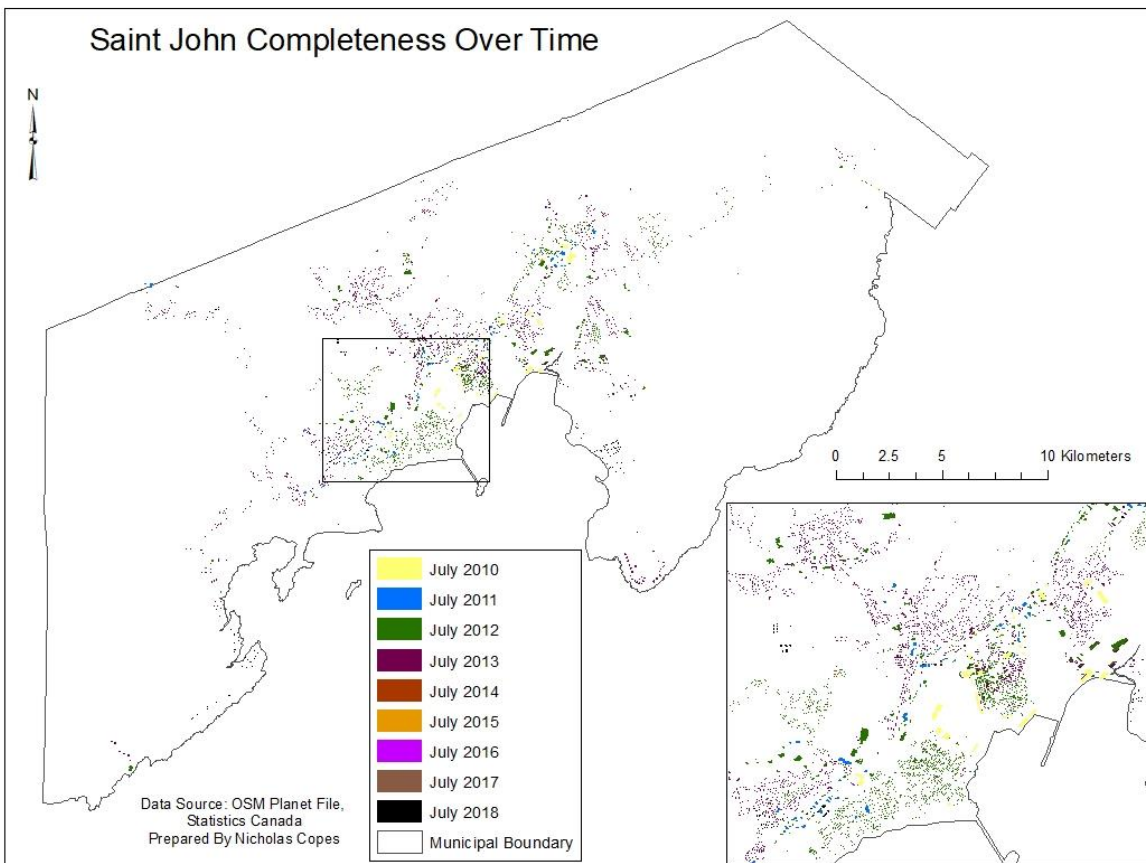 Saint John Completeness Over Time
N
0 2.5 5 10 Kilometers
July 2010
July 2011
July 2012
July 2013
July 2014
July 2015
July 2016
July 2017
July 2018
Municipal Boundary
Data Source: OSM Planet File,
Statistics Canada
Prepared By Nicholas Copes